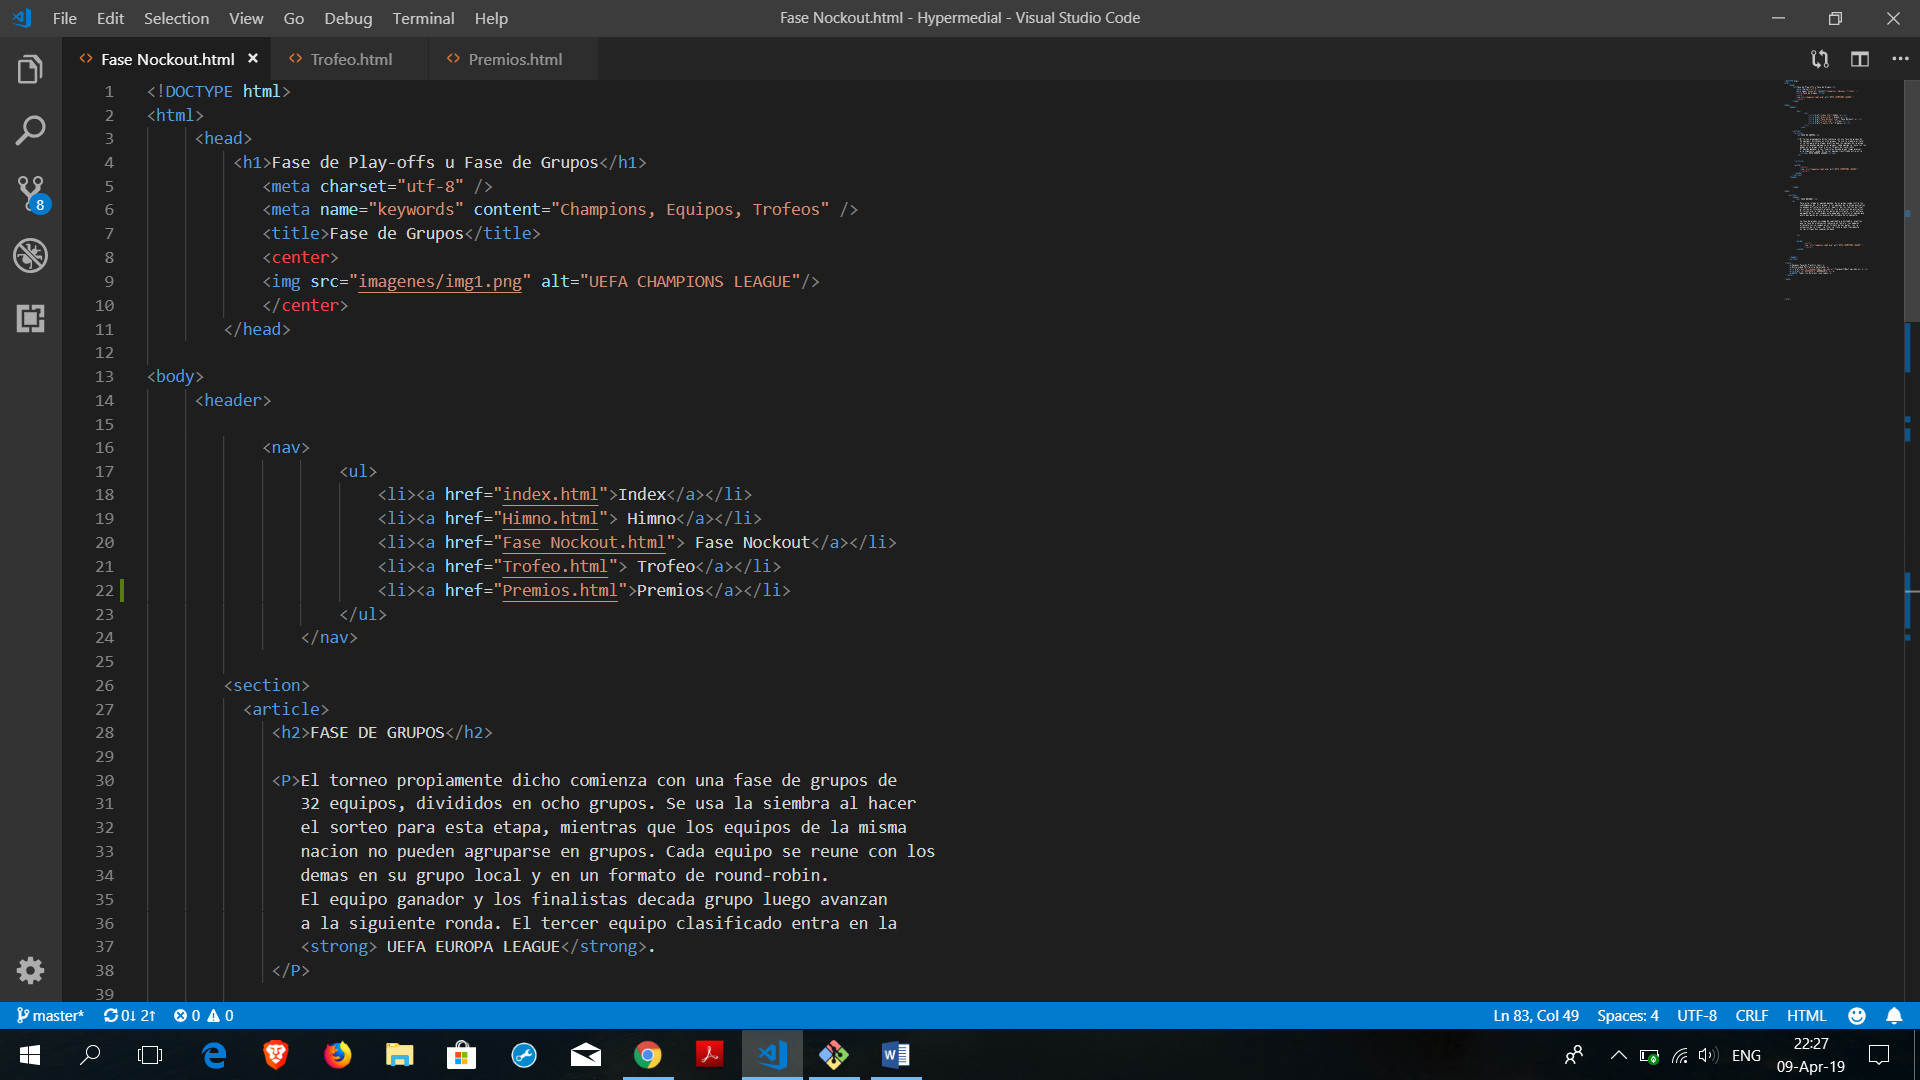 File Edit Selection View Go Debug Terminal Help
Fase Nockout.html - Hypermedial - Visual Studio Code
Fase Nockout.html Trofeo.html Premios.html
1 <!DOCTYPE html>
2 <html>
3 <head>
4 <h1>Fase de Play-offs u Fase de Grupos</h1>
5 <meta charset="utf-8" />
6 <meta name="keywords" content="Champions, Equipos, Trofeos" />
7 <title>Fase de Grupos</title>
8 <center>
9 <img src="imagenes/img1.png" alt="UEFA CHAMPIONS LEAGUE"/>
10 </center>
11 </head>
12
13 <body>
14 <header>
15
16 <nav>
17 <ul>
18 <li><a href="index.html">Index</a></li>
19 <li><a href="Himno.html"> Himno</a></li>
20 <li><a href="Fase Nockout.html"> Fase Nockout</a></li>
21 <li><a href="Trofeo.html"> Trofeo</a></li>
22 <li><a href="Premios.html">Premios</a></li>
23 </ul>
24 </nav>
25
26 <section>
27 <article>
28 <h2>FASE DE GRUPOS</h2>
29
30 <P>El torneo propiamente dicho comienza con una fase de grupos de
31 32 equipos, divididos en ocho grupos. Se usa la siembra al hacer
32 el sorteo para esta etapa, mientras que los equipos de la misma
33 nacion no pueden agruparse en grupos. Cada equipo se reune con los
34 demas en su grupo local y en un formato de round-robin.
35 El equipo ganador y los finalistas decada grupo luego avanzan
36 a la siguiente ronda. El tercer equipo clasificado entra en la
37 <strong> UEFA EUROPA LEAGUE</strong>.
38 </P>
39
8
master* 0↓ 2↑ 0 0
Ln 83, Col 49 Spaces: 4 UTF-8 CRLF HTML
ENG
22:27
09-Apr-19